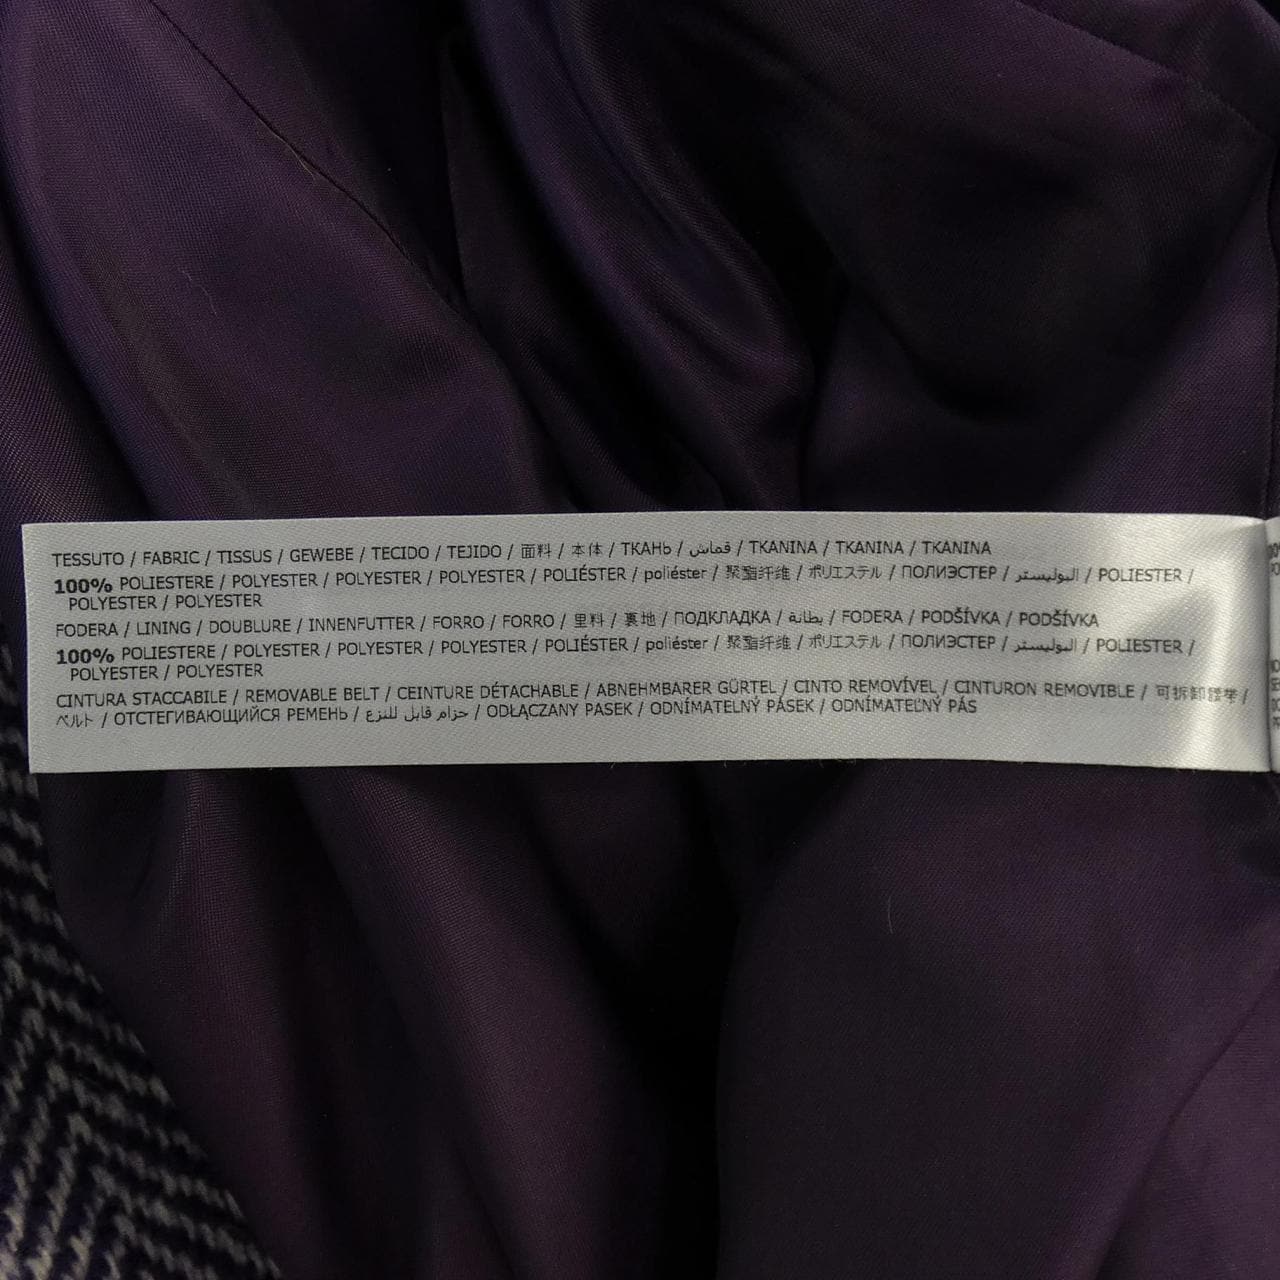 TESSUTO / FABRIC / TISSUS / GEWEBE / TECIDO / TEJIDO / 面料 / 本体 / ТКАНЬ / قماش / TKANINA / TKANINA / TKANINA
100% POLIESTERE / POLYESTER / POLYESTER / POLYESTER / POLIÉSTER / poliéster / 聚酯纤维 / ポリエステル / ПОЛИЭСТЕР / البوليستر / POLIESTER /
POLYESTER / POLYESTER
FODERA / LINING / DOUBLURE / INNENFUTTER / FORRO / FORRO / 里料 / 裏地 / ПОДКЛАДКА / بطانة / FODERA / PODŠÍVKA / PODŠÍVKA
100% POLIESTERE / POLYESTER / POLYESTER / POLYESTER / POLIÉSTER / poliéster / 聚酯纤维 / ポリエステル / ПОЛИЭСТЕР / البوليستر / POLIESTER /
POLYESTER / POLYESTER
CINTURA STACCABILE / REMOVABLE BELT / CEINTURE DÉTACHABLE / ABNEHMBARER GÜRTEL / CINTO REMOVÍVEL / CINTURON REMOVIBLE / 可拆卸腰带 /
ベルト / ОТСТЕГИВАЮЩИЙСЯ РЕМЕНЬ / حزام قابل للنزع / ODŁĄCZANY PASEK / ODNÍMATELNÝ PÁSEK / ODNÍMATEĽNÝ PÁS